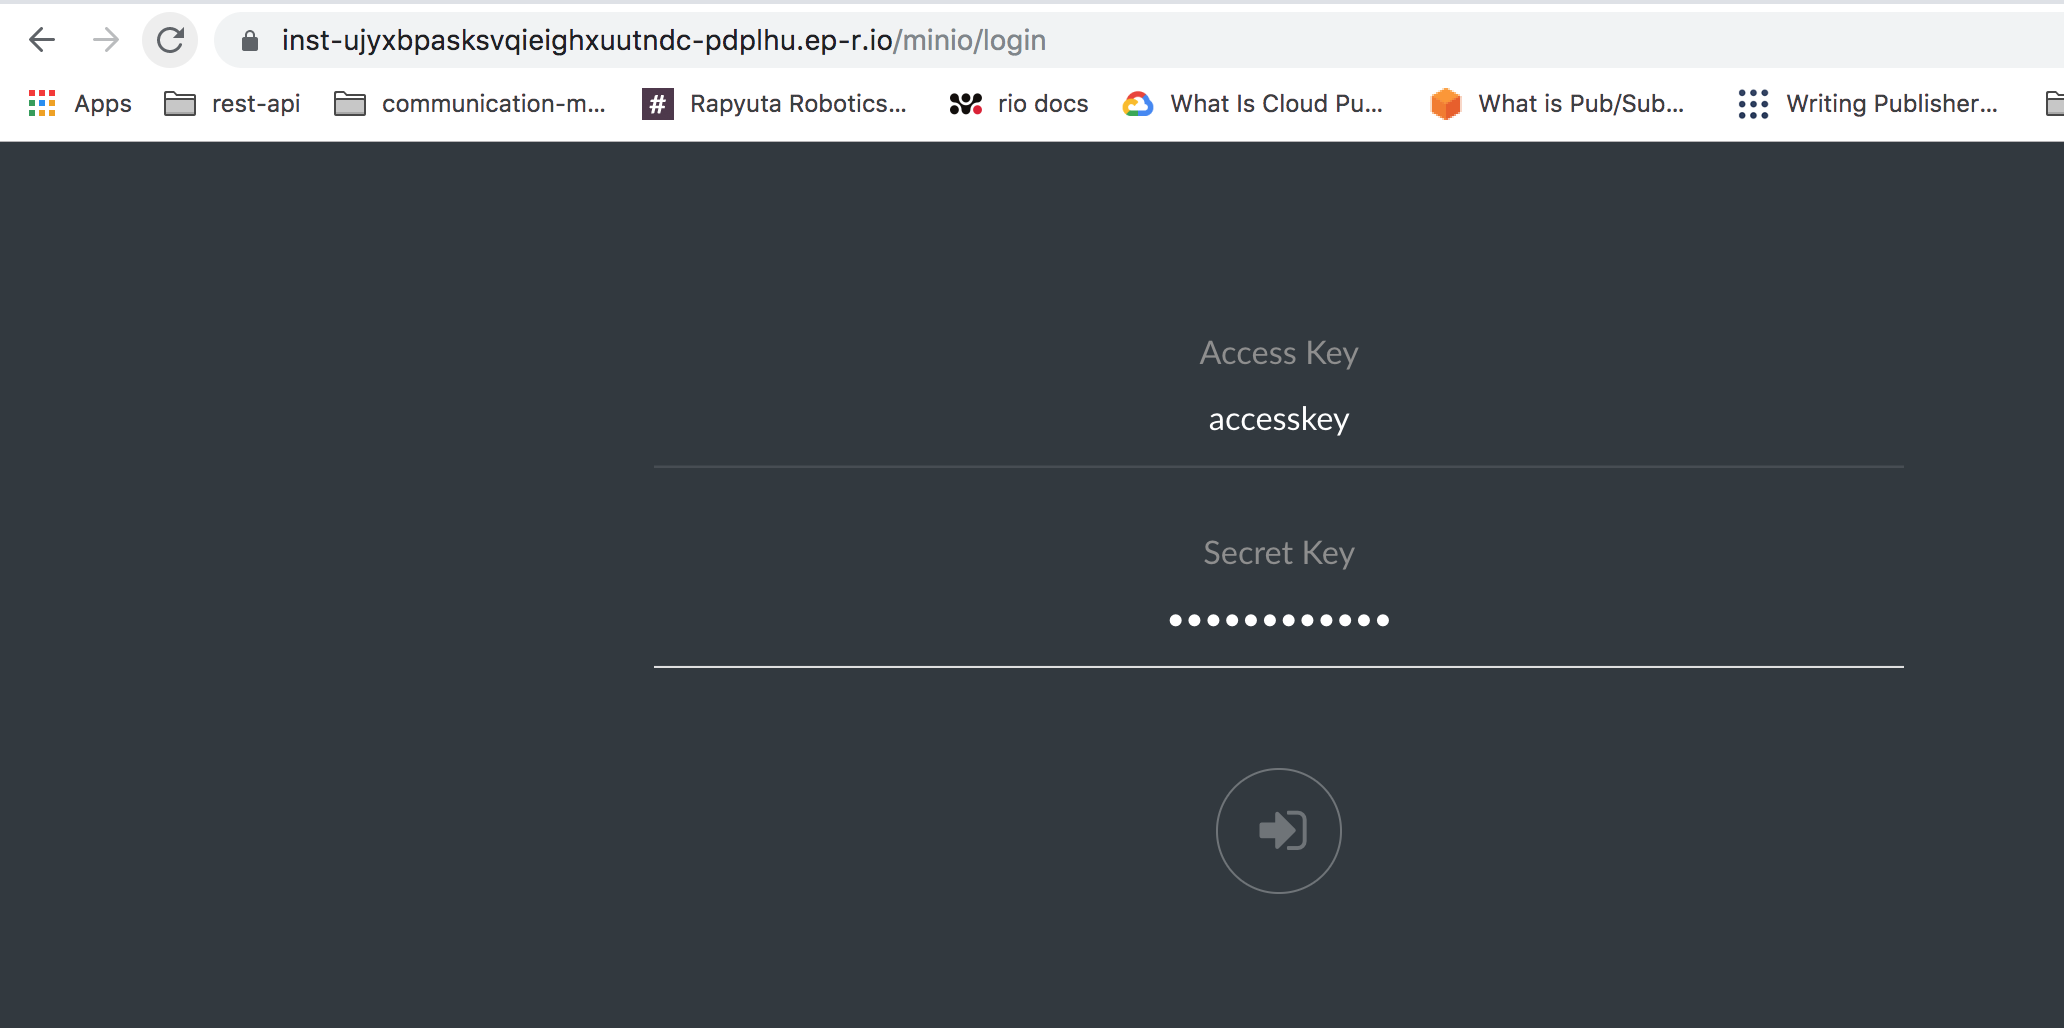 inst-ujyxbpasksvqieighxuutndc-pdplhu.ep-r.io/minio/login
Apps rest-api communication-m... # Rapyuta Robotics... rio docs What Is Cloud Pu... What is Pub/Sub... Writing Publisher...
Access Key
accesskey
Secret Key
••••••••••••